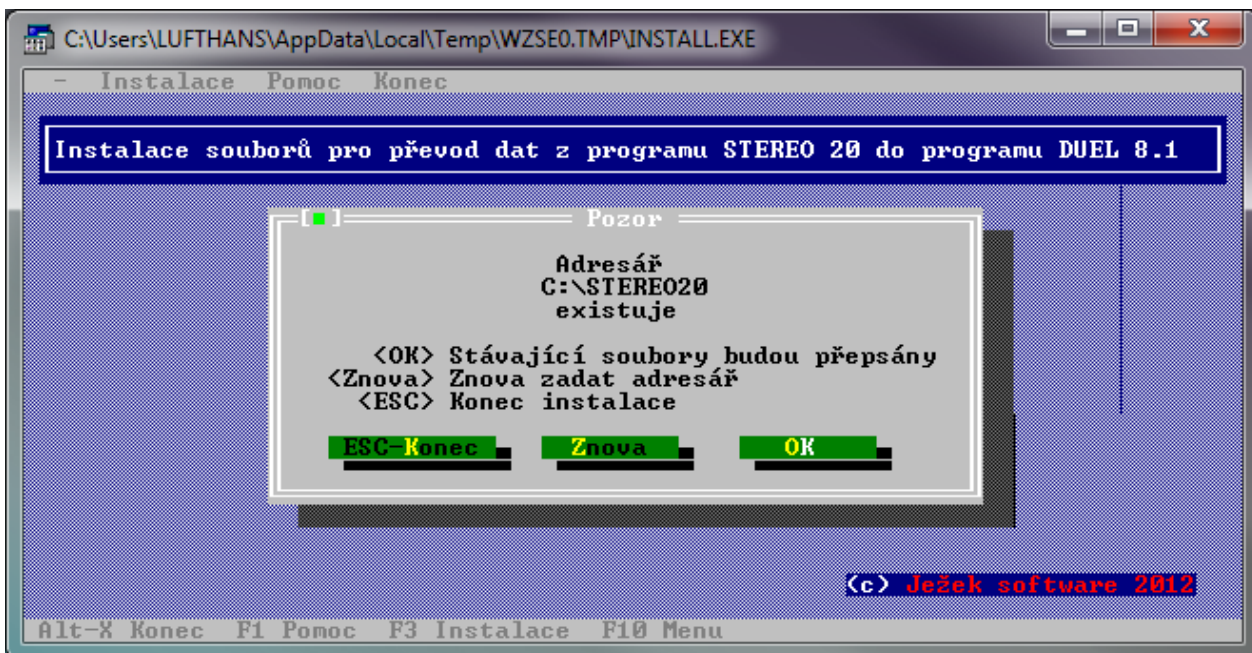 C:\Users\LUFTHANS\AppData\Local\Temp\WZSE0.TMP\INSTALL.EXE
- Instalace Pomoc Konec
Instalace souborů pro převod dat z programu STEREO 20 do programu DUEL 8.1
Pozor
Adresář
C:\STEREO20
existuje
<OK> Stávající soubory budou přepsány
<Znova> Znova zadat adresář
<ESC> Konec instalace
ESC-Konec Znova OK
(c) Ježek software 2012
Alt-X Konec F1 Pomoc F3 Instalace F10 Menu